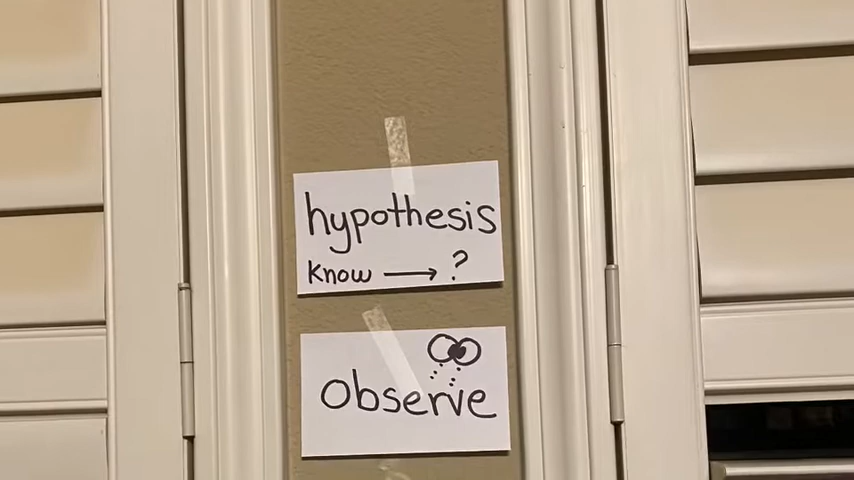 hypothesis
Know → ?
Observe